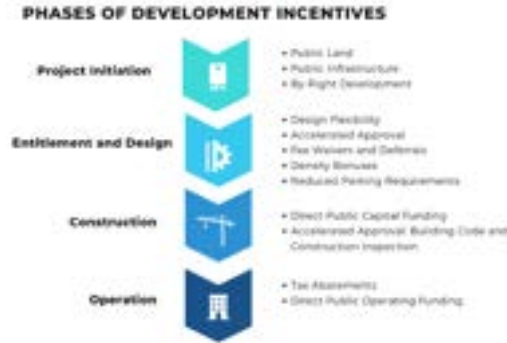 PHASES OF DEVELOPMENT INCENTIVES
Project Initiation
• Public Land
• Public Infrastructure
• By-Right Development
Entitlement and Design
• Design Flexibility
• Accelerated Approval
• Fee Waivers and Deferrals
• Density Bonuses
• Reduced Parking Requirements
Construction
• Direct Public Capital Funding
• Accelerated Approval: Building Code and
Construction Inspection
Operation
• Tax Abatements
• Direct Public Operating Funding